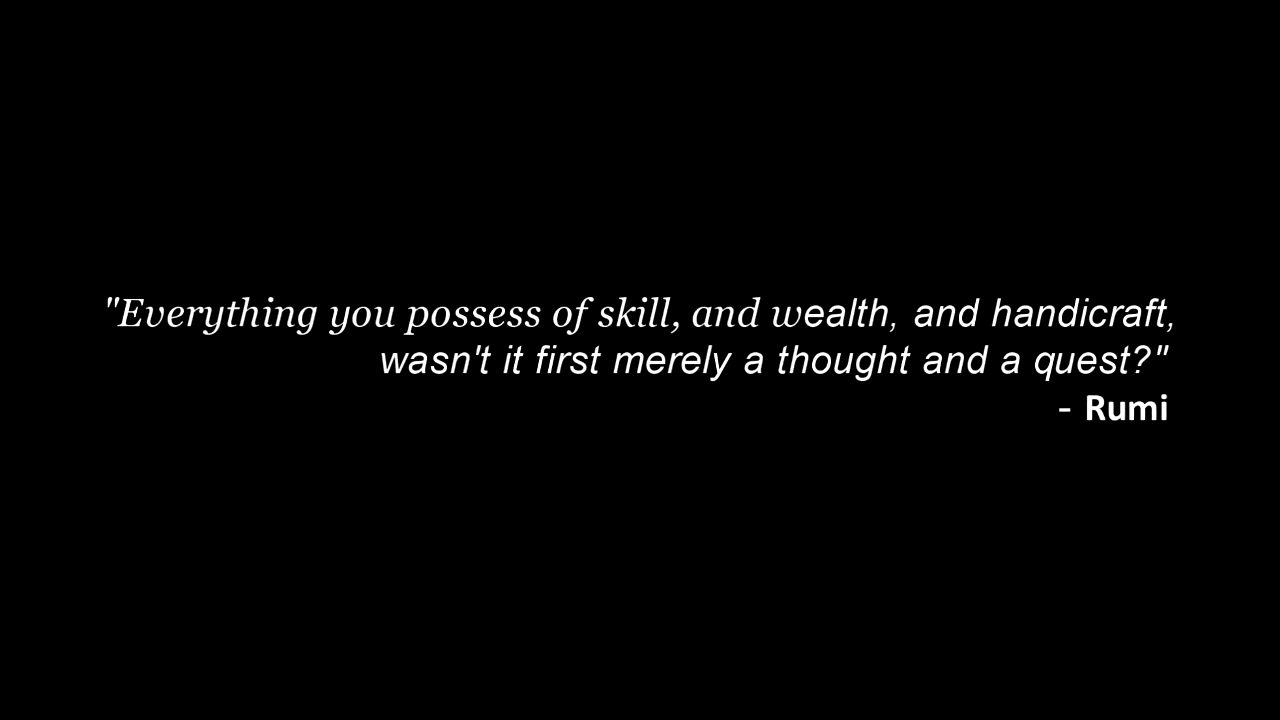 "Everything you possess of skill, and wealth, and handicraft,
wasn't it first merely a thought and a quest?"
- Rumi